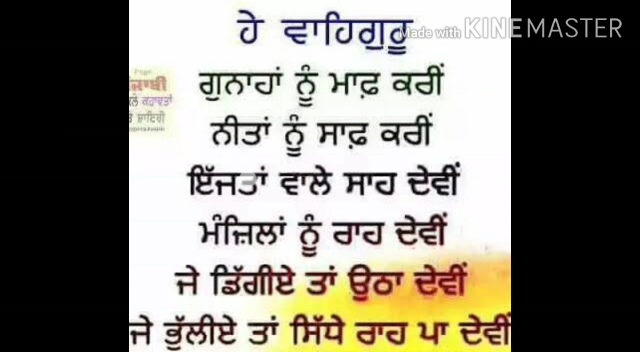 ਹੇ ਵਾਹਿਗੁਰੂ
Made with KINEMASTER
ਗੁਨਾਹਾਂ ਨੂੰ ਮਾਫ਼ ਕਰੀਂ
ਨੀਤਾਂ ਨੂੰ ਸਾਫ਼ ਕਰੀਂ
ਇੱਜਤਾਂ ਵਾਲੇ ਸਾਹ ਦੇਵੀਂ
ਮੰਜ਼ਿਲਾਂ ਨੂੰ ਰਾਹ ਦੇਵੀਂ
ਜੇ ਡਿੱਗੀਏ ਤਾਂ ਉਠਾ ਦੇਵੀਂ
ਜੇ ਭੁੱਲੀਏ ਤਾਂ ਸਿੱਧੇ ਰਾਹ ਪਾ ਦੇਵੀਂ